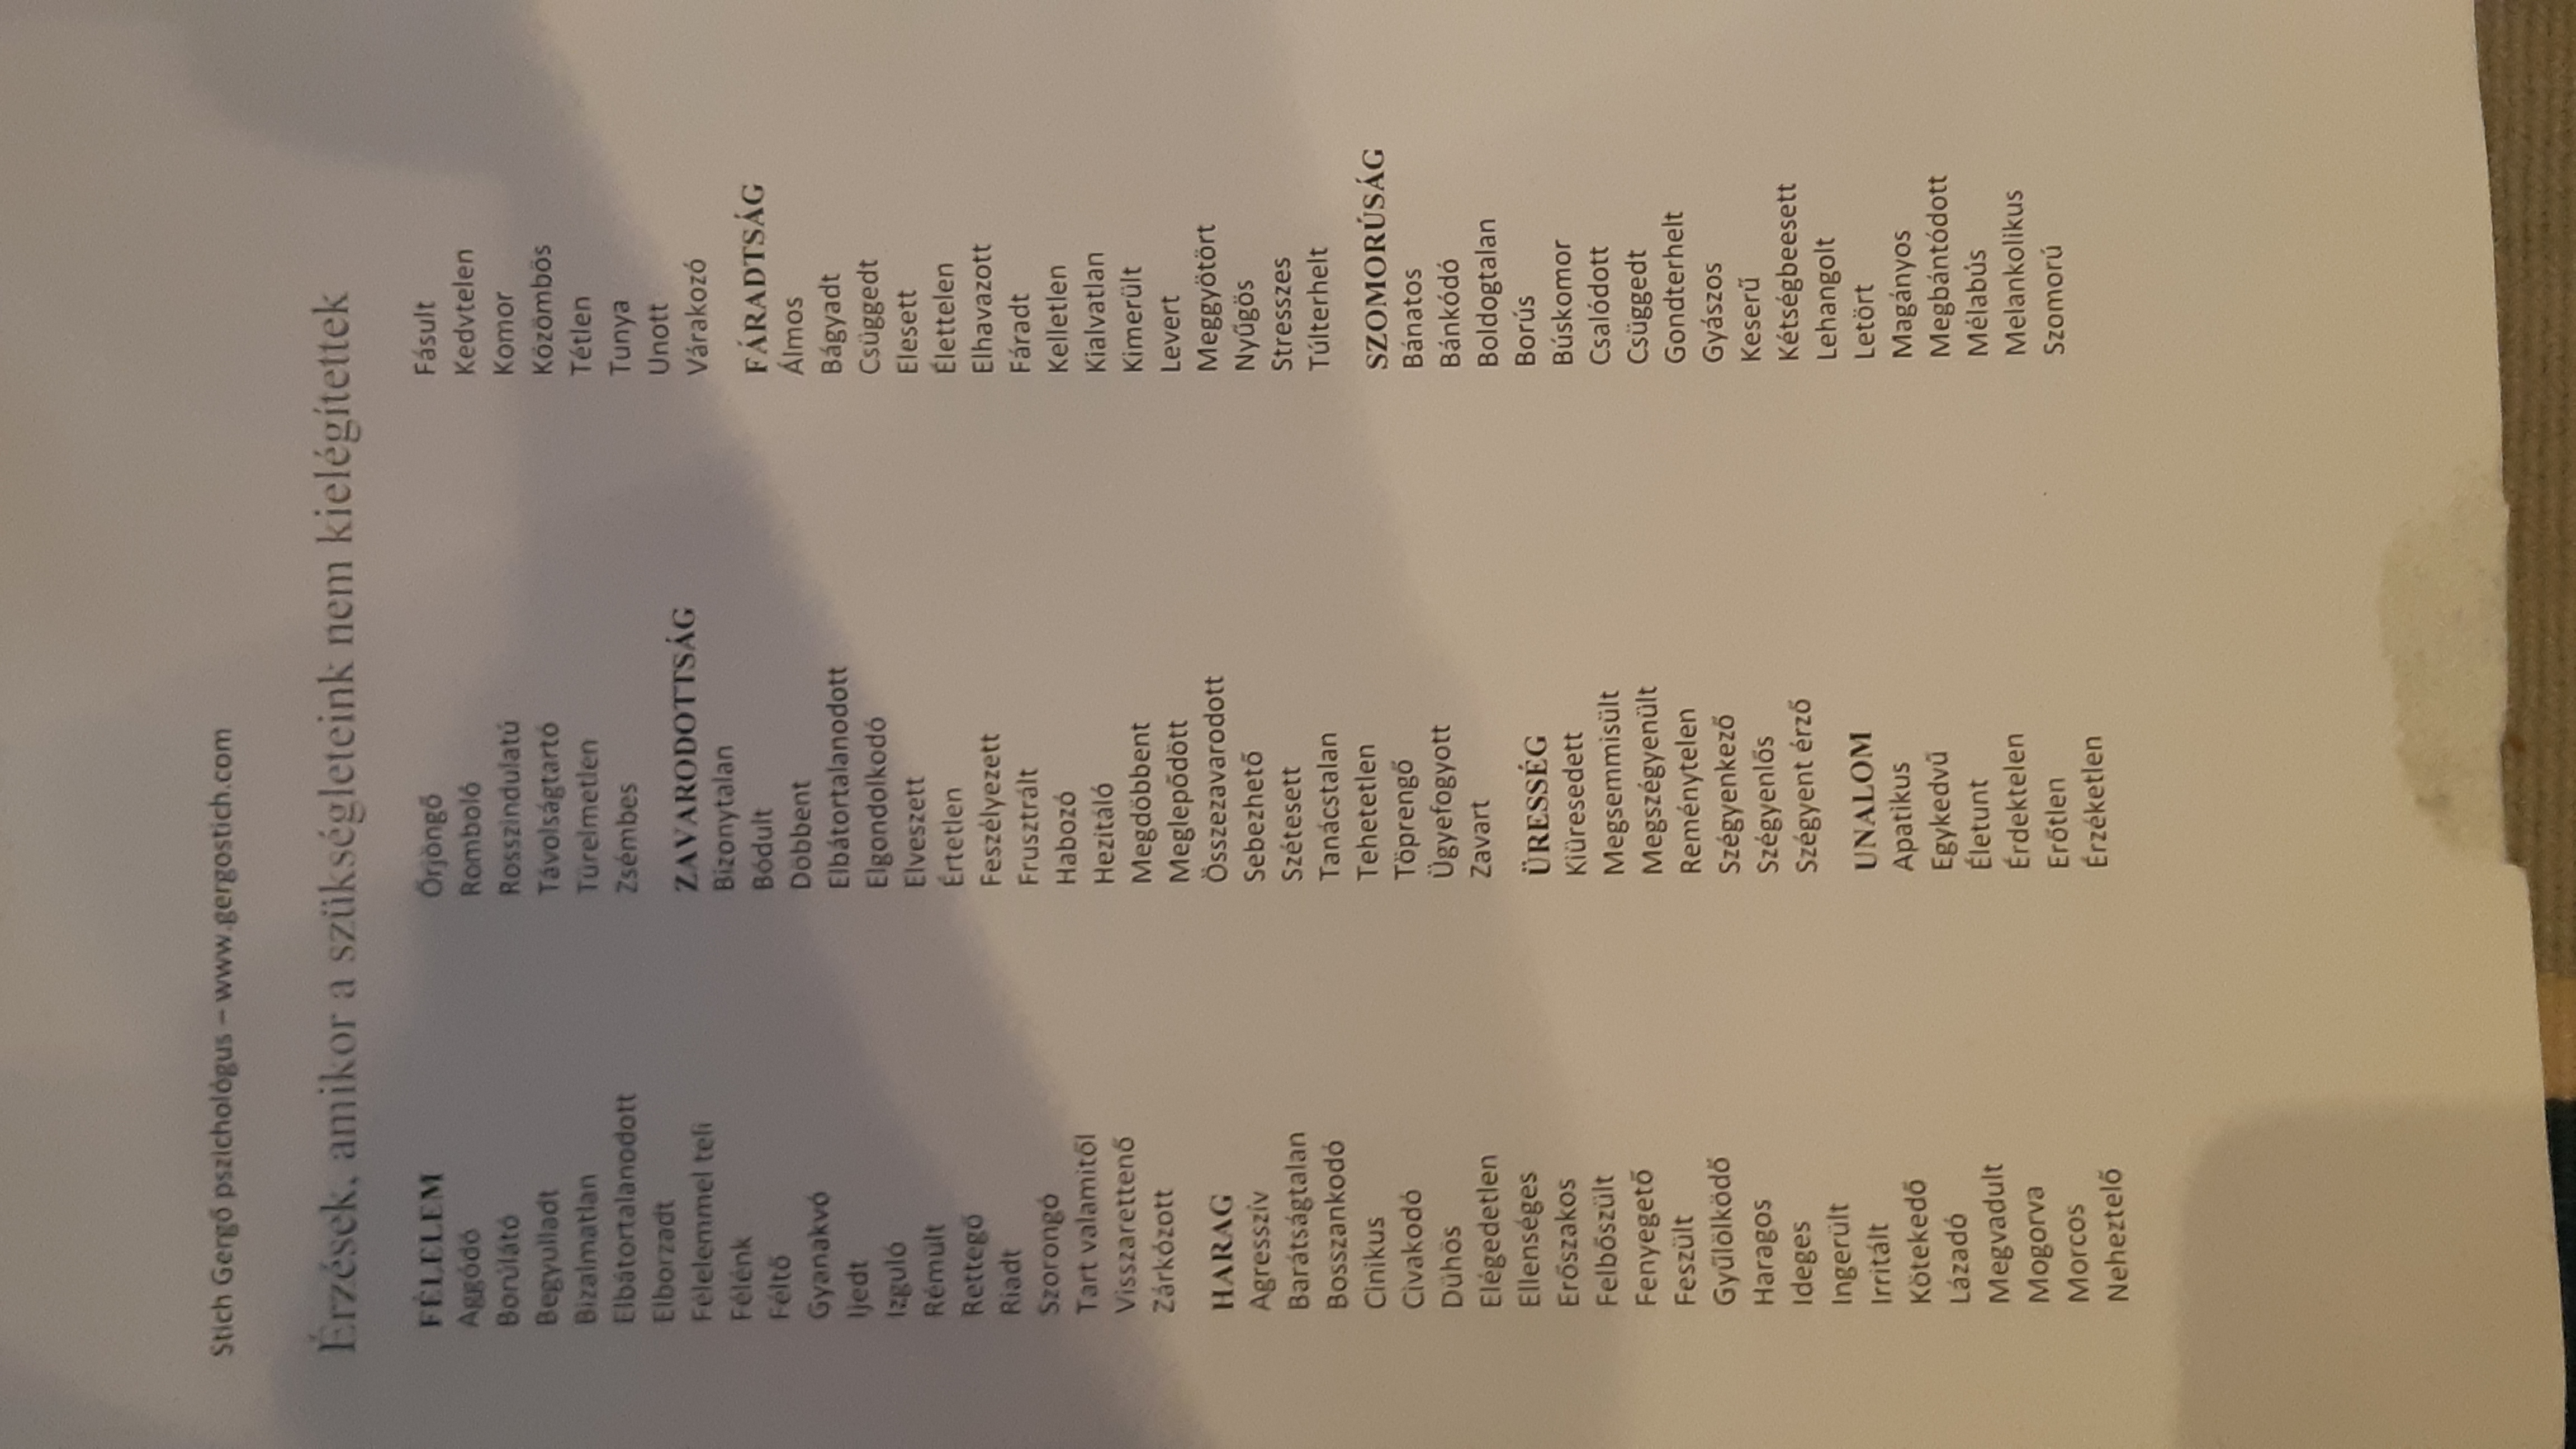 Stich Gergő pszichológus – www.gergostich.com
Érzések, amikor a szükségleteink nem kielégítettek
FÉLELEM
Aggódó
Borúlátó
Begyulladt
Bizalmatlan
Elbátortalanodott
Elborzadt
Félelemmel teli
Félénk
Féltő
Gyanakvó
Ijedt
Izguló
Rémült
Rettegő
Riadt
Szorongó
Tart valamitől
Visszarettenő
Zárkózott
HARAG
Agresszív
Barátságtalan
Bosszankodó
Cinikus
Civakodó
Dühös
Elégedetlen
Ellenséges
Erőszakos
Felbőszült
Fenyegető
Feszült
Gyűlölködő
Haragos
Ideges
Ingerült
Irritált
Kötekedő
Lázadó
Megvadult
Mogorva
Morcos
Neheztelő
Őrjöngő
Romboló
Rosszindulatú
Távolságtartó
Türelmetlen
Zsémbes
ZAVARODOTTSÁG
Bizonytalan
Bódult
Döbbent
Elbátortalanodott
Elgondolkodó
Elveszett
Értetlen
Feszélyezett
Frusztrált
Habozó
Hezitáló
Megdöbbent
Meglepődött
Összezavarodott
Sebezhető
Szétesett
Tanácstalan
Tehetetlen
Töprengő
Ügyefogyott
Zavart
ÜRESSÉG
Kiüresedett
Megsemmisült
Megszégyenült
Reménytelen
Szégyenkező
Szégyenlős
Szégyent érző
UNALOM
Apatikus
Egykedvű
Életunt
Érdektelen
Erőtlen
Érzéketlen
Fásult
Kedvtelen
Komor
Közömbös
Tétlen
Tunya
Unott
Várakozó
FÁRADTSÁG
Álmos
Bágyadt
Csüggedt
Elesett
Élettelen
Elhavazott
Fáradt
Kelletlen
Kialvatlan
Kimerült
Levert
Meggyötört
Nyűgös
Stresszes
Túlterhelt
SZOMORÚSÁG
Bánatos
Bánkódó
Boldogtalan
Borús
Búskomor
Csalódott
Csüggedt
Gondterhelt
Gyászos
Keserű
Kétségbeesett
Lehangolt
Letört
Magányos
Megbántódott
Mélabús
Melankolikus
Szomorú